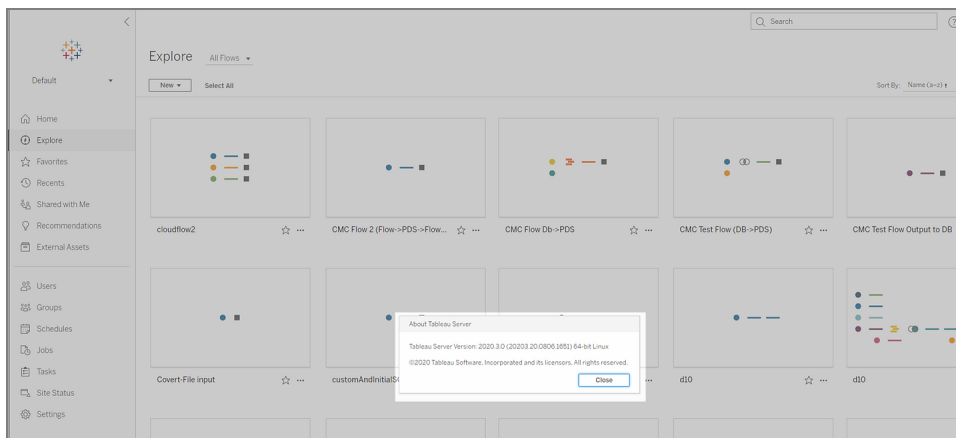 Search
Explore
All Flows
Default
New
Select All
Sort By: Name (a–z)
Home
Explore
Favorites
Recents
Shared with Me
Recommendations
External Assets
Users
Groups
Schedules
Jobs
Tasks
Site Status
Settings
cloudflow2
CMC Flow 2 (Flow->PDS->Flow...
CMC Flow Db->PDS
CMC Test Flow (DB->PDS)
CMC Test Flow Output to DB
About Tableau Server
Tableau Server Version: 2020.3.0 (20203.20.0806.1651) 64-bit Linux
©2020 Tableau Software. Incorporated and its licensors. All rights reserved.
Close
Covert-File input
d10
d10